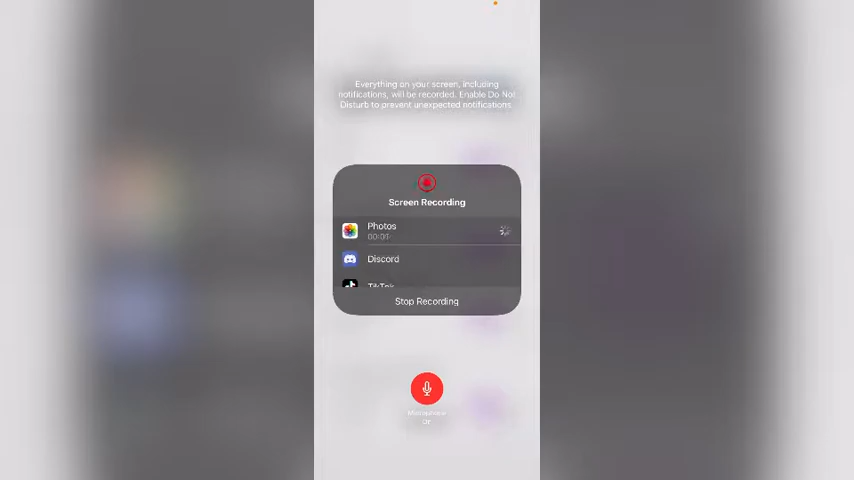 Everything on your screen, including
notifications, will be recorded. Enable Do Not
Disturb to prevent unexpected notifications.
Screen Recording
Photos
00:01
Discord
TikTok
Stop Recording
Microphone